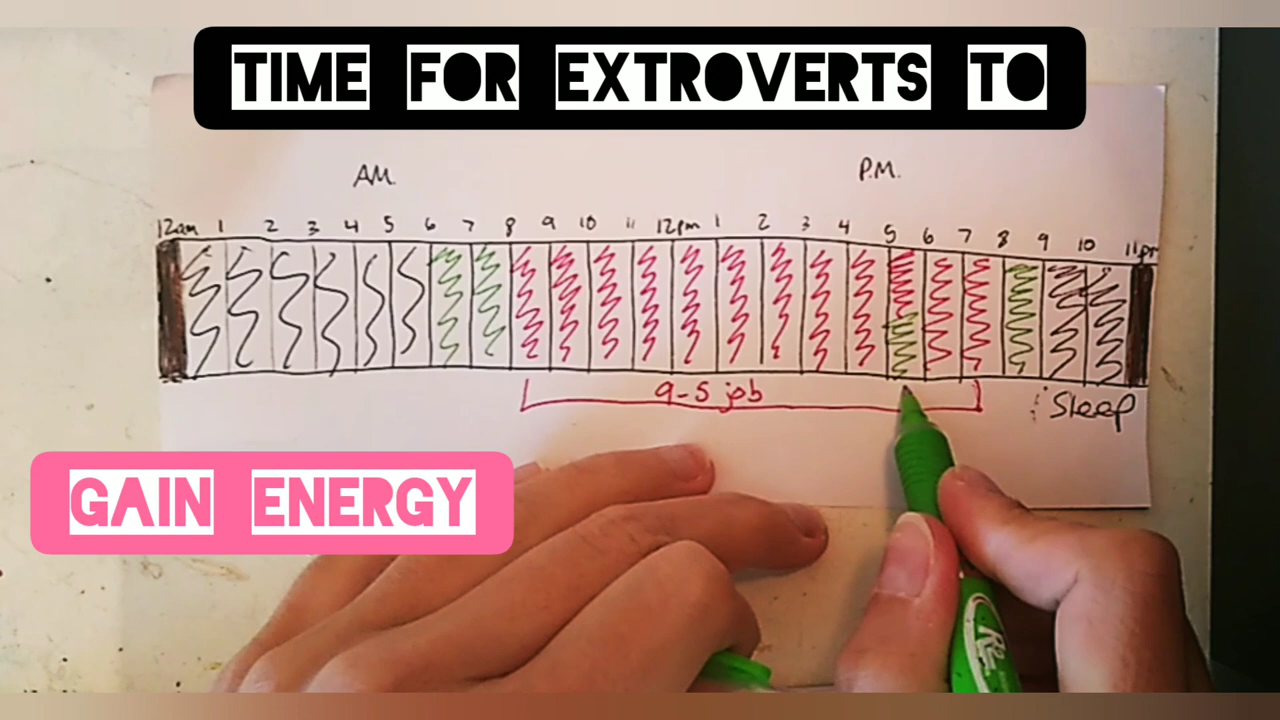 TIME FOR EXTROVERTS TO
AM. P.M.
12am 1 2 3 4 5 6 7 8 9 10 11 12pm 1 2 3 4 5 6 7 8 9 10 11pm
9-5 job
Sleep
GAIN ENERGY